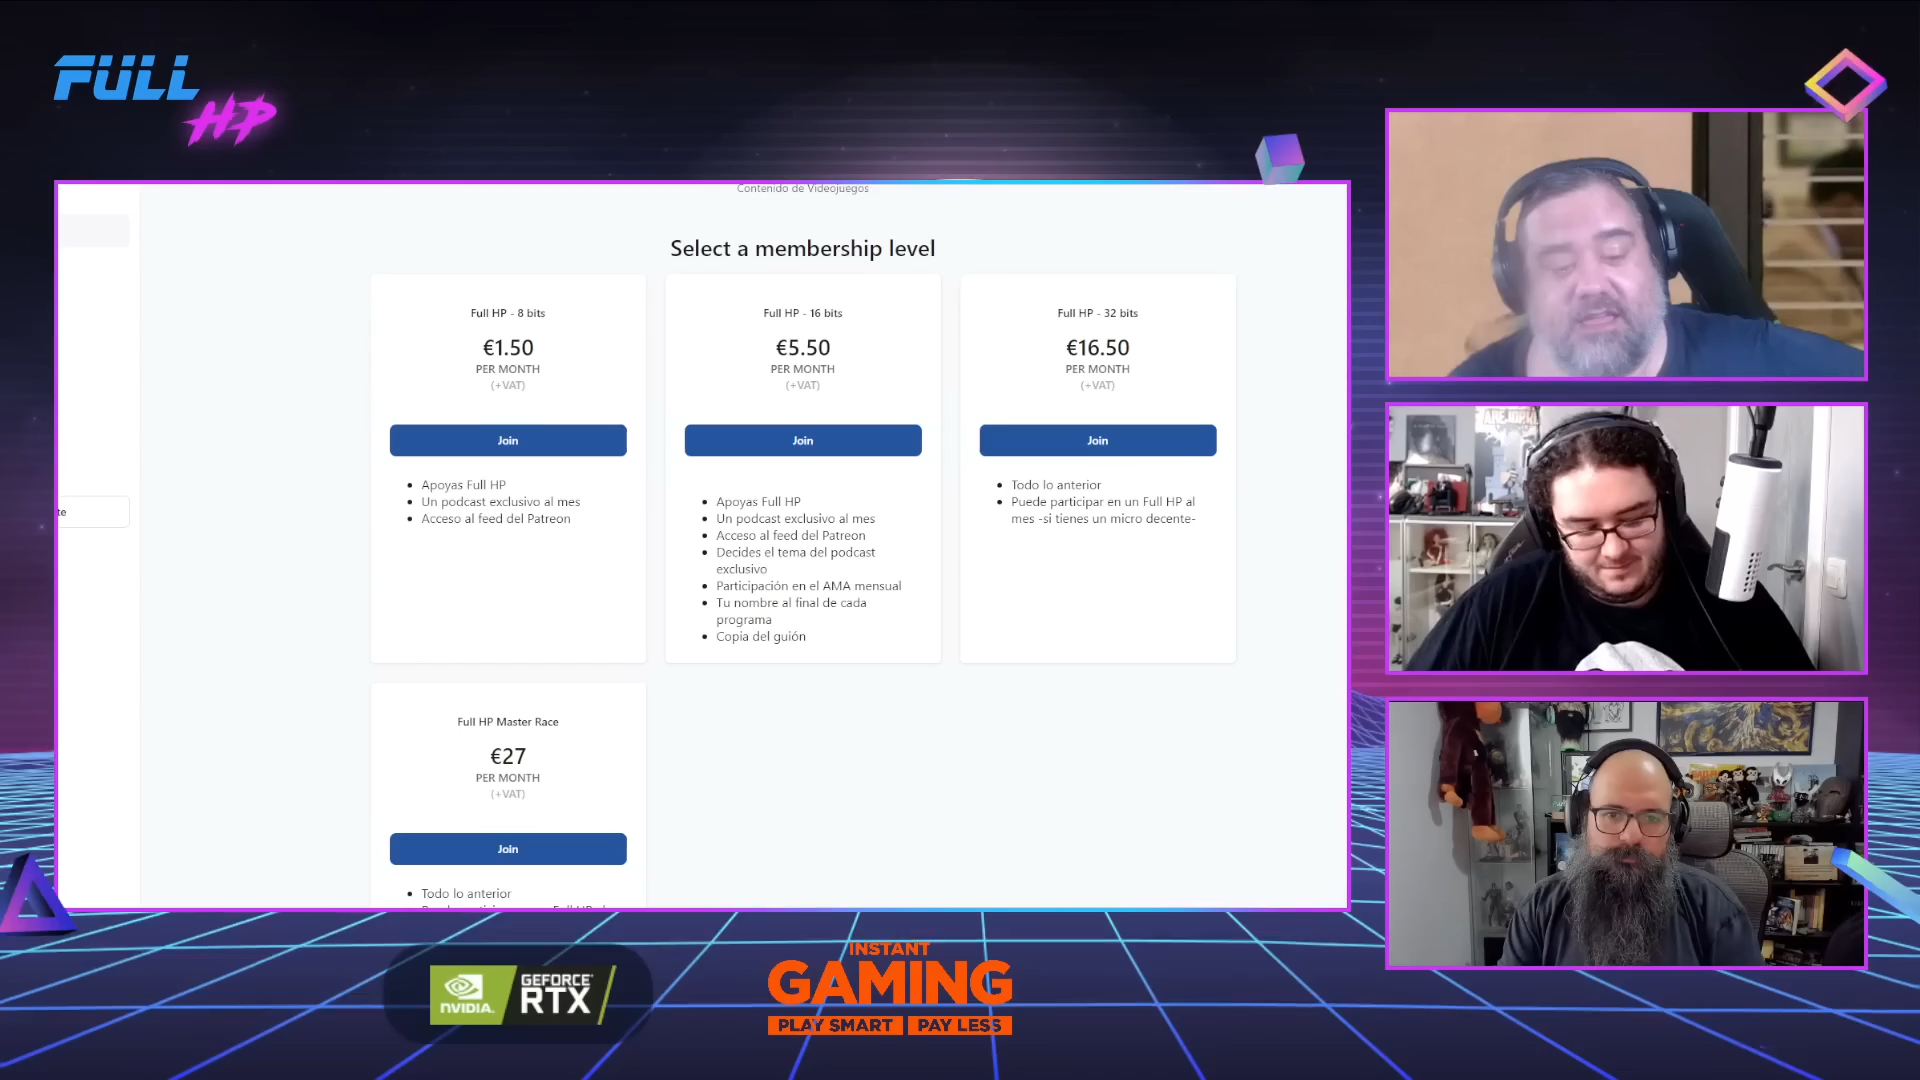 FULL
HP
Contenido de Videojuegos
Select a membership level
Full HP - 8 bits
€1.50
PER MONTH
(+VAT)
Join
Apoyas Full HP
Un podcast exclusivo al mes
Acceso al feed del Patreon
Full HP - 16 bits
€5.50
PER MONTH
(+VAT)
Join
Apoyas Full HP
Un podcast exclusivo al mes
Acceso al feed del Patreon
Decides el tema del podcast
exclusivo
Participación en el AMA mensual
Tu nombre al final de cada
programa
Copia del guión
Full HP - 32 bits
€16.50
PER MONTH
(+VAT)
Join
Todo lo anterior
Puede participar en un Full HP al
mes -si tienes un micro decente-
te
Full HP Master Race
€27
PER MONTH
(+VAT)
Join
Todo lo anterior
NVIDIA.
GEFORCE
RTX
INSTANT
GAMING
PLAY SMART PAY LESS